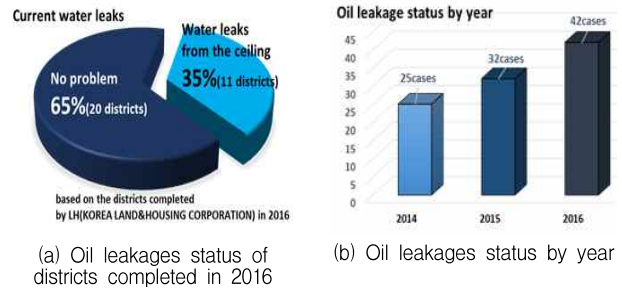 Current water leaks
Water leaks
from the ceiling
35%(11 districts)
No problem
65%(20 districts)
based on the districts completed
by LH(KOREA LAND&HOUSING CORPORATION) in 2016
(a) Oil leakages status of
districts completed in 2016
Oil leakage status by year
42cases
32cases
25cases
45
40
35
30
25
20
15
10
5
0
2014 2015 2016
(b) Oil leakages status by year